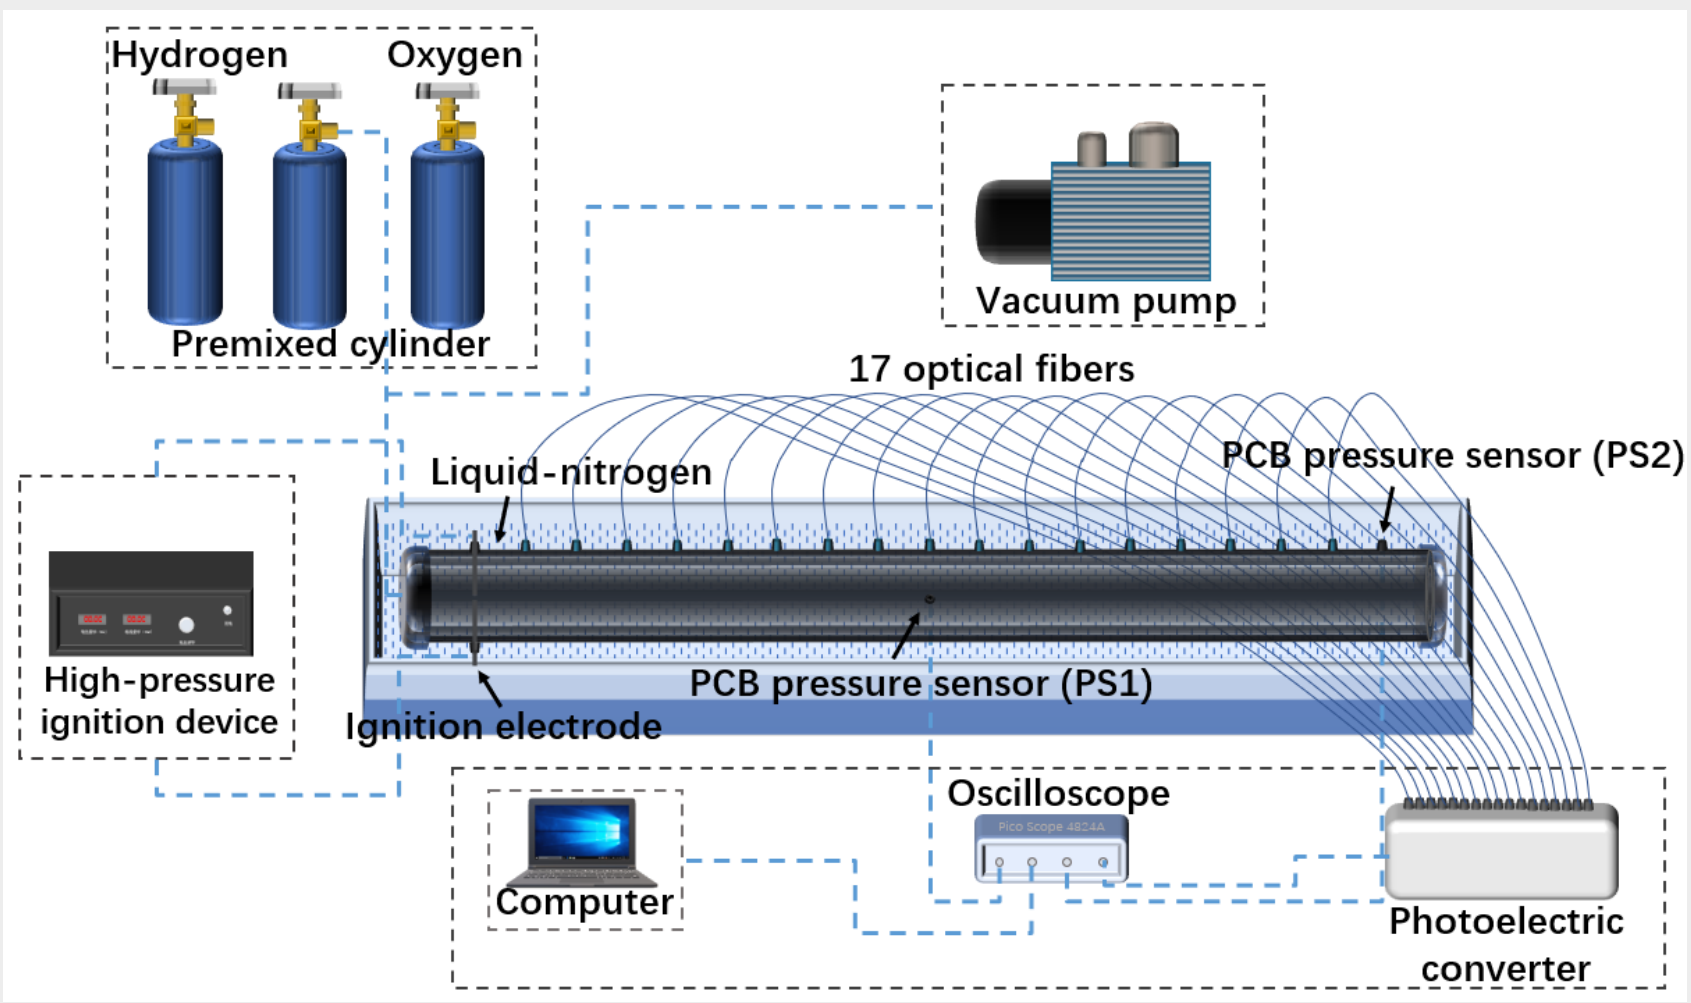 Hydrogen
Oxygen
Premixed cylinder
Vacuum pump
17 optical fibers
PCB pressure sensor (PS2)
Liquid-nitrogen
High-pressure
ignition device
PCB pressure sensor (PS1)
Ignition electrode
Oscilloscope
Pico Scope 4824A
Computer
Photoelectric
converter